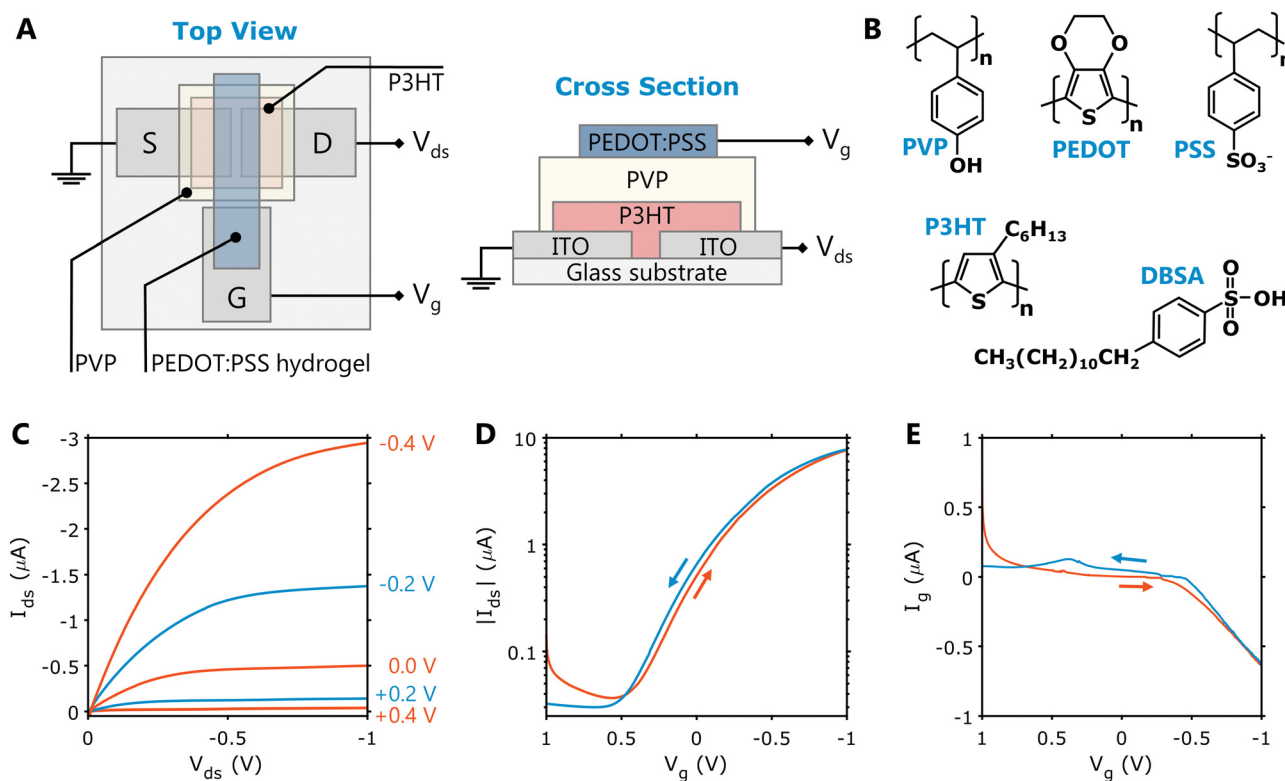 A
Top View
P3HT
S
D
V_ds
G
V_g
PVP
PEDOT:PSS hydrogel
Cross Section
PEDOT:PSS
V_g
PVP
P3HT
ITO
ITO
V_ds
Glass substrate
B
n
PVP
OH
O
O
S
n
PEDOT
n
PSS
SO₃⁻
P3HT
C₆H₁₃
S
n
DBSA
O
S
OH
O
CH₃(CH₂)₁₀CH₂
C
-3
-2.5
-2
-1.5
-1
-0.5
0
I_ds (μA)
-0.4 V
-0.2 V
0.0 V
+0.2 V
+0.4 V
0
-0.5
-1
V_ds (V)
D
10
1
0.1
|I_ds| (μA)
1
0.5
0
-0.5
-1
V_g (V)
E
1
0.5
0
-0.5
-1
I_g (μA)
1
0.5
0
-0.5
-1
V_g (V)